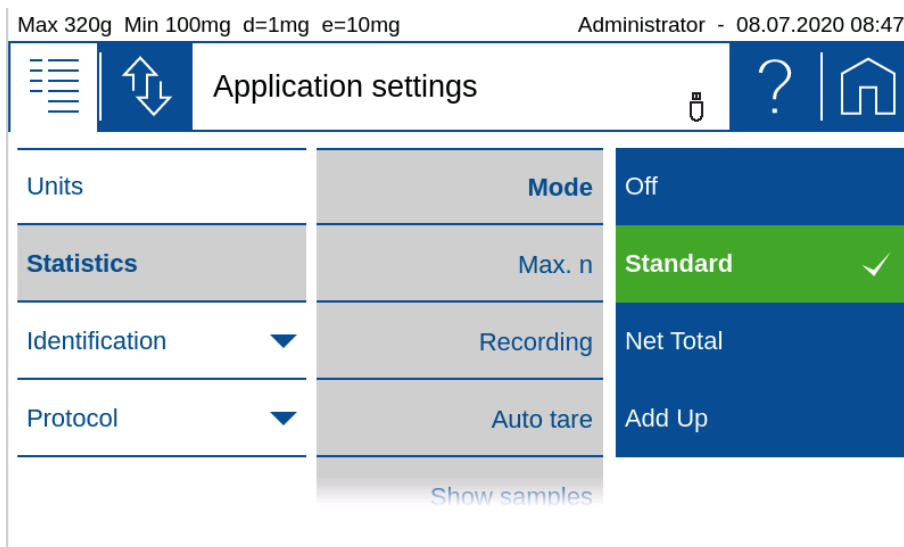 Max 320g  Min 100mg  d=1mg  e=10mg
Administrator  -  08.07.2020 08:47
Application settings
?
Units
Statistics
Identification
Protocol
Mode
Max. n
Recording
Auto tare
Show samples
Off
Standard
Net Total
Add Up